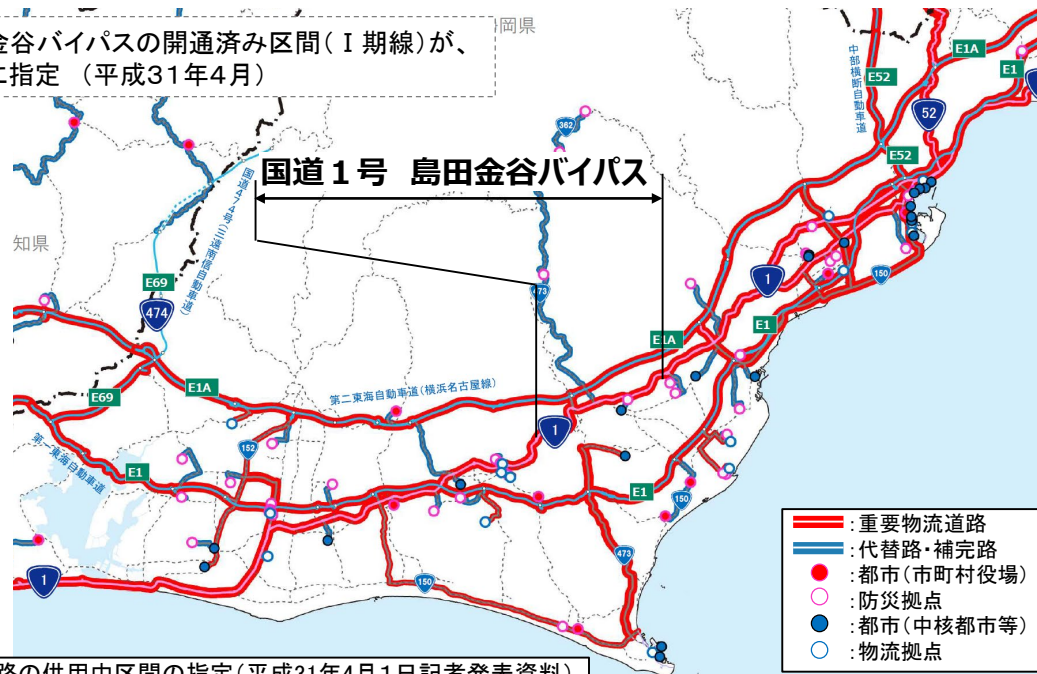 金谷バイパスの開通済み区間(Ⅰ期線)が、
に指定 (平成31年4月)
岡県
知県
国道1号 島田金谷バイパス
中部横断自動車道
E52
E1A
E1
52
E52
362
国道474号(三遠南信自動車道)
E69
474
473
1
150
E1
E1A
E69
E1A
第二東海自動車道(横浜名古屋線)
1
152
第一東海自動車道
E1
E1
150
473
1
150
:重要物流道路
:代替路・補完路
:都市(市町村役場)
:防災拠点
:都市(中核都市等)
:物流拠点
路の供用中区間の指定(平成31年4月1日記者発表資料)